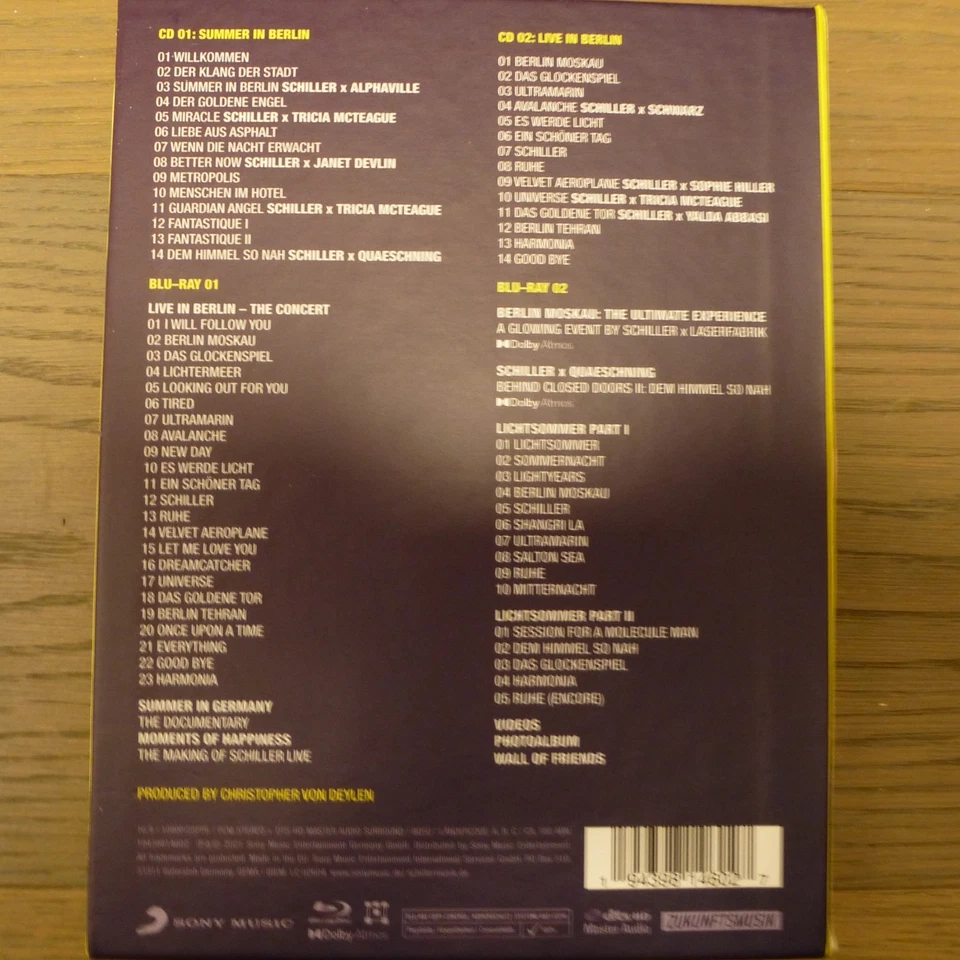 CD 01: SUMMER IN BERLIN
01 WILLKOMMEN
02 DER KLANG DER STADT
03 SUMMER IN BERLIN SCHILLER x ALPHAVILLE
04 DER GOLDENE ENGEL
05 MIRACLE SCHILLER x TRICIA MCTEAGUE
06 LIEBE AUS ASPHALT
07 WENN DIE NACHT ERWACHT
08 BETTER NOW SCHILLER x JANET DEVLIN
09 METROPOLIS
10 MENSCHEN IM HOTEL
11 GUARDIAN ANGEL SCHILLER x TRICIA MCTEAGUE
12 FANTASTIQUE I
13 FANTASTIQUE II
14 DEM HIMMEL SO NAH SCHILLER x QUAESCHNING
BLU-RAY 01
LIVE IN BERLIN – THE CONCERT
01 I WILL FOLLOW YOU
02 BERLIN MOSKAU
03 DAS GLOCKENSPIEL
04 LICHTERMEER
05 LOOKING OUT FOR YOU
06 TIRED
07 ULTRAMARIN
08 AVALANCHE
09 NEW DAY
10 ES WERDE LICHT
11 EIN SCHÖNER TAG
12 SCHILLER
13 RUHE
14 VELVET AEROPLANE
15 LET ME LOVE YOU
16 DREAMCATCHER
17 UNIVERSE
18 DAS GOLDENE TOR
19 BERLIN TEHRAN
20 ONCE UPON A TIME
21 EVERYTHING
22 GOOD BYE
23 HARMONIA
SUMMER IN GERMANY
THE DOCUMENTARY
MOMENTS OF HAPPINESS
THE MAKING OF SCHILLER LIVE
PRODUCED BY CHRISTOPHER VON DEYLEN
CD 02: LIVE IN BERLIN
01 BERLIN MOSKAU
02 DAS GLOCKENSPIEL
03 ULTRAMARIN
04 AVALANCHE SCHILLER x SCHWARZ
05 ES WERDE LICHT
06 EIN SCHÖNER TAG
07 SCHILLER
08 RUHE
09 VELVET AEROPLANE SCHILLER x SOPHIE HILLER
10 UNIVERSE SCHILLER x TRICIA MCTEAGUE
11 DAS GOLDENE TOR SCHILLER x YALDA ABBASI
12 BERLIN TEHRAN
13 HARMONIA
14 GOOD BYE
BLU-RAY 02
BERLIN MOSKAU: THE ULTIMATE EXPERIENCE
A GLOWING EVENT BY SCHILLER x LASERFABRIK
Dolby Atmos
SCHILLER x QUAESCHNING
BEHIND CLOSED DOORS II: DEM HIMMEL SO NAH
Dolby Atmos
LICHTSOMMER PART I
01 LICHTSOMMER
02 SOMMERNACHT
03 LIGHTYEARS
04 BERLIN MOSKAU
05 SCHILLER
06 SHANGRI LA
07 ULTRAMARIN
08 SALTON SEA
09 RUHE
10 MITTERNACHT
LICHTSOMMER PART II
01 SESSION FOR A MOLECULE MAN
02 DEM HIMMEL SO NAH
03 DAS GLOCKENSPIEL
04 HARMONIA
05 RUHE (ENCORE)
VIDEOS
PHOTOALBUM
WALL OF FRIENDS
1 94398 14802 7
SONY MUSIC
Dolby Atmos
dts-HD
Master Audio
ZUKUNFTSMUSIK